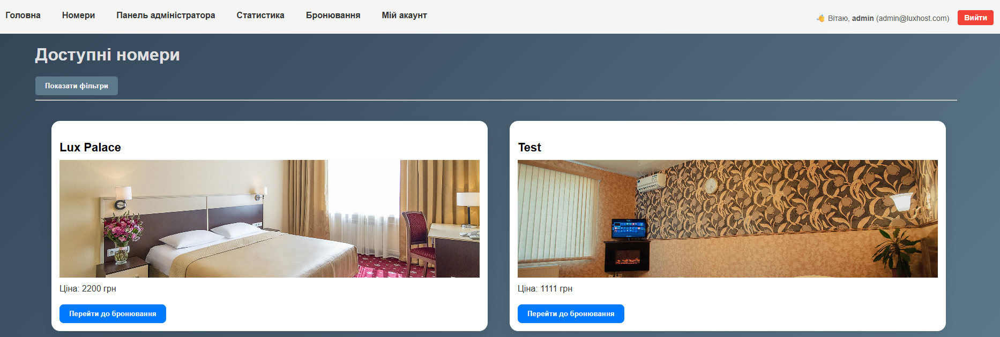 Головна Номери Панель адміністратора Статистика Бронювання Мій акаунт
👋 Вітаю, admin (admin@luxhost.com) Вийти
Доступні номери
Показати фільтри
Lux Palace
Ціна: 2200 грн
Перейти до бронювання
Test
Ціна: 1111 грн
Перейти до бронювання